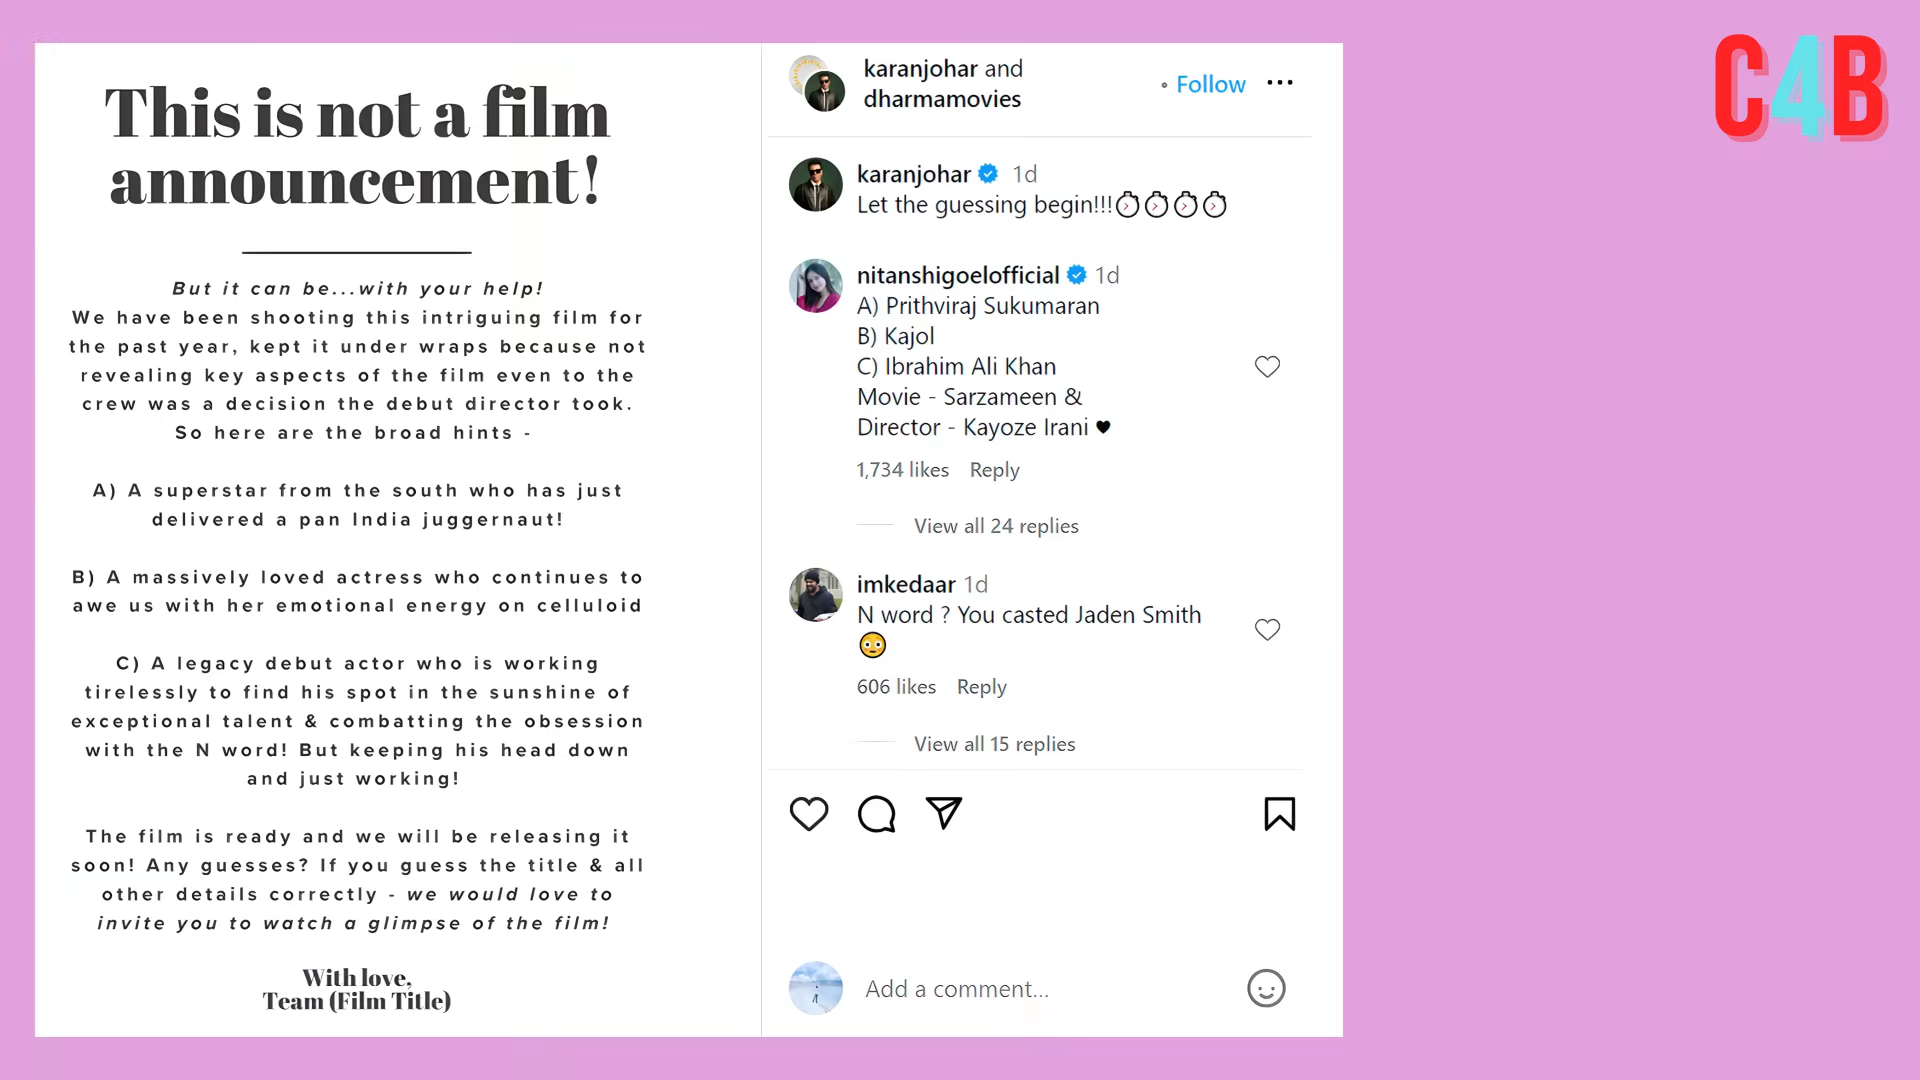 This is not a film
announcement!
But it can be...with your help!
We have been shooting this intriguing film for
the past year, kept it under wraps because not
revealing key aspects of the film even to the
crew was a decision the debut director took.
So here are the broad hints -
A) A superstar from the south who has just
delivered a pan India juggernaut!
B) A massively loved actress who continues to
awe us with her emotional energy on celluloid
C) A legacy debut actor who is working
tirelessly to find his spot in the sunshine of
exceptional talent & combatting the obsession
with the N word! But keeping his head down
and just working!
The film is ready and we will be releasing it
soon! Any guesses? If you guess the title & all
other details correctly - we would love to
invite you to watch a glimpse of the film!
With love,
Team (Film Title)
karanjohar and
dharmamovies
• Follow
karanjohar 1d
Let the guessing begin!!!
nitanshigoelofficial 1d
A) Prithviraj Sukumaran
B) Kajol
C) Ibrahim Ali Khan
Movie - Sarzameen &
Director - Kayoze Irani ♥
1,734 likes Reply
View all 24 replies
imkedaar 1d
N word ? You casted Jaden Smith
😳
606 likes Reply
View all 15 replies
Add a comment...
C4B